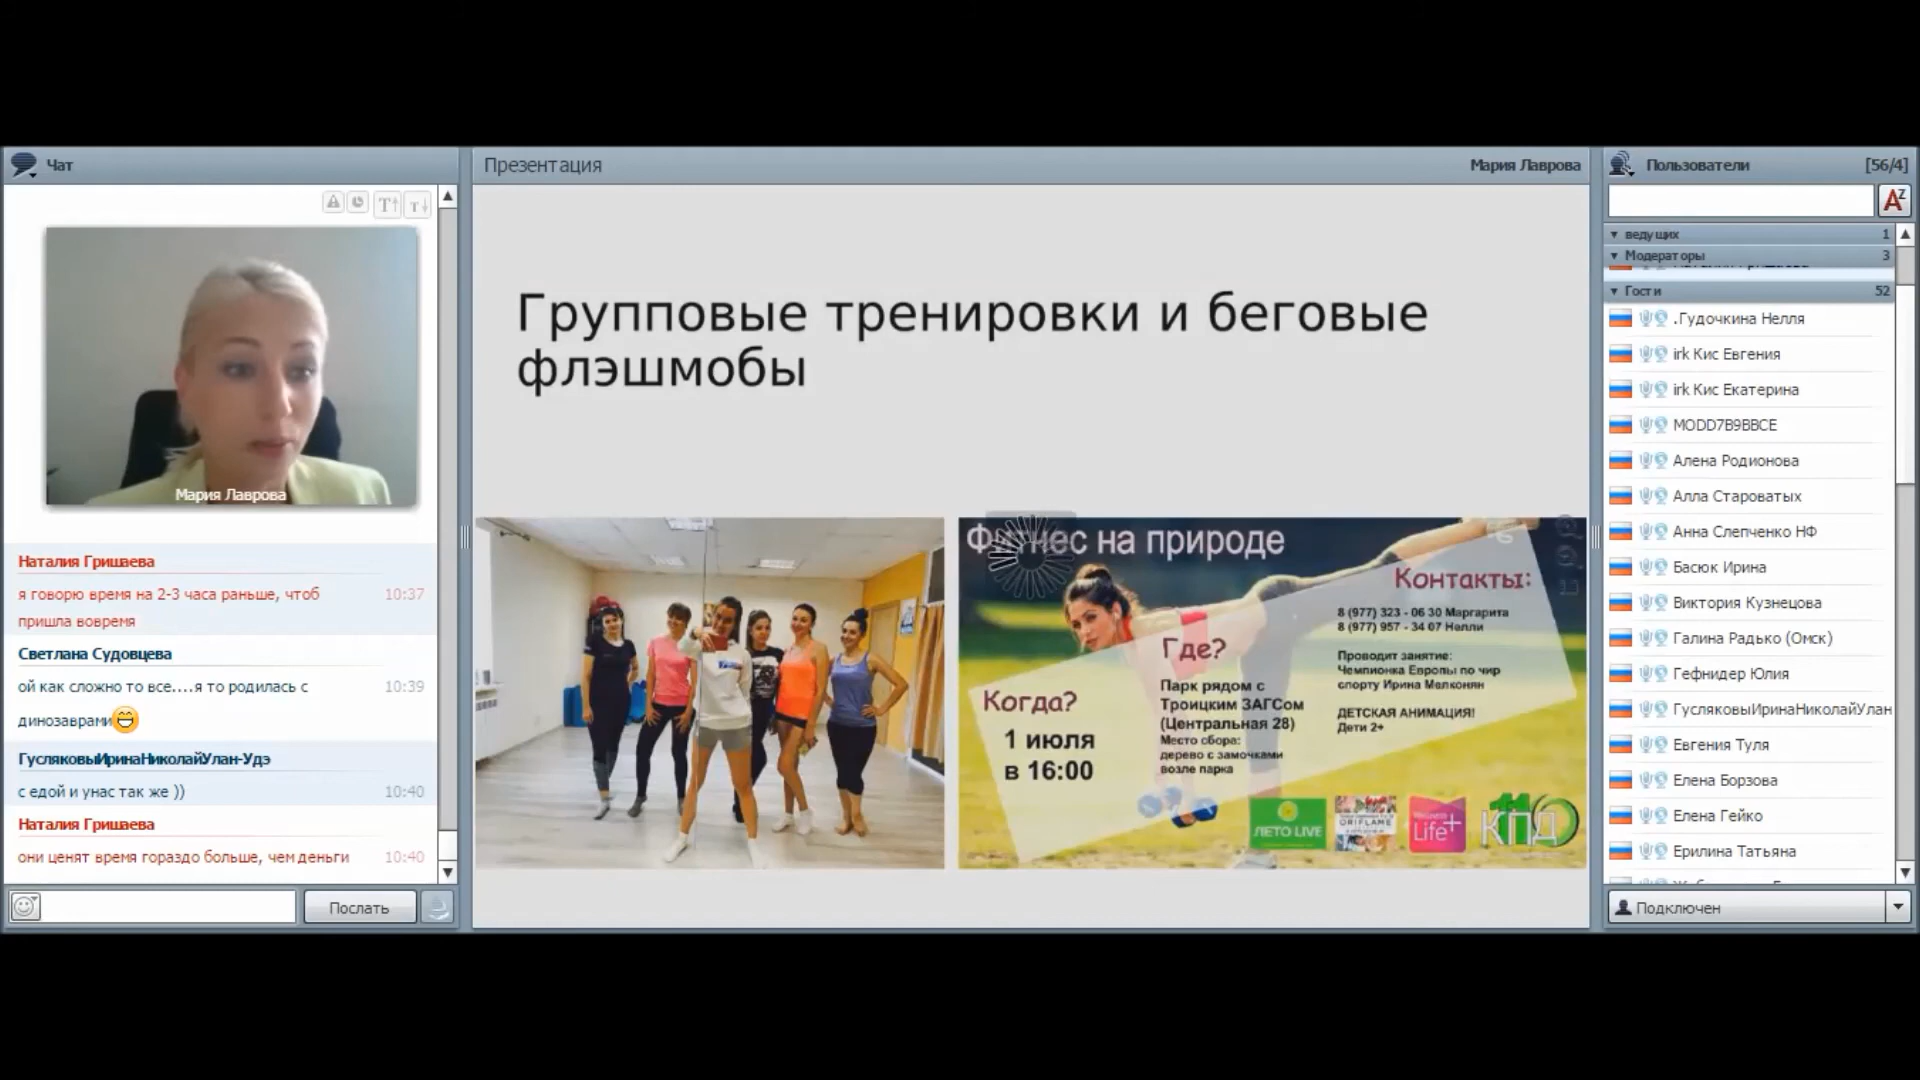 Чат
Мария Лаврова
Наталия Гришаева
я говорю время на 2-3 часа раньше, чтоб 10:37
пришла вовремя
Светлана Судовцева
ой как сложно то все....я то родилась с 10:39
динозаврами
ГусляковыИринаНиколайУлан-Удэ
с едой и унас так же )) 10:40
Наталия Гришаева
они ценят время гораздо больше, чем деньги 10:40
Послать
Презентация Мария Лаврова
Групповые тренировки и беговые
флэшмобы
Фитнес на природе
Контакты:
8 (977) 323 - 06 30 Маргарита
8 (977) 957 - 34 07 Нелли
Проводит занятие:
Чемпионка Европы по чир
спорту Ирина Мелконян
ДЕТСКАЯ АНИМАЦИЯ!
Дети 2+
Где?
Парк рядом с
Троицким ЗАГСом
(Центральная 28)
Место сбора:
дерево с замочками
возле парка
Когда?
1 июля
в 16:00
ЛЕТО LIVE
ORIFLAME
Life+
КПД
Пользователи [56/4]
ведущих 1
Модераторы 3
Гости 52
.Гудочкина Нелля
irk Кис Евгения
irk Кис Екатерина
MODD7B9BBCE
Алена Родионова
Алла Староватых
Анна Слепченко НФ
Басюк Ирина
Виктория Кузнецова
Галина Радько (Омск)
Гефнидер Юлия
ГусляковыИринаНиколайУлан
Евгения Туля
Елена Борзова
Елена Гейко
Ерилина Татьяна
Подключен